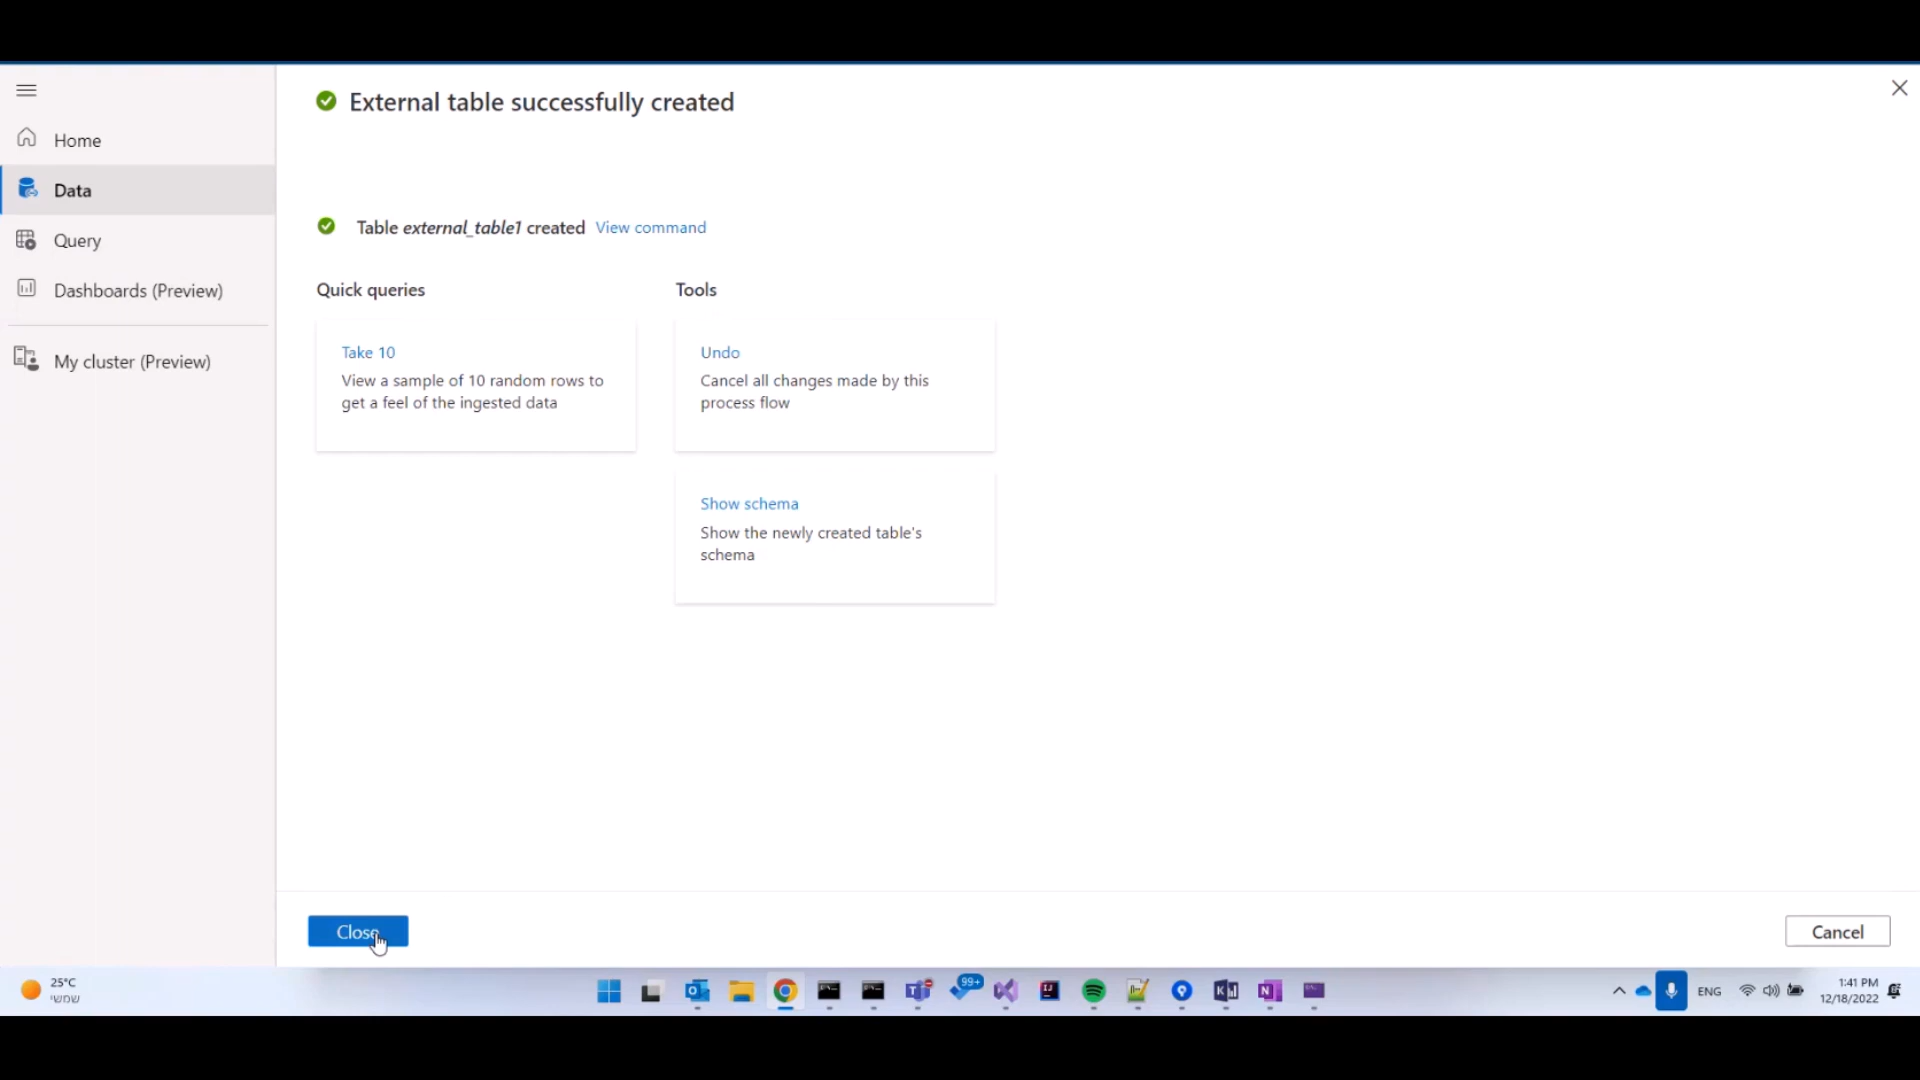 External table successfully created
Home
Data
Query
Dashboards (Preview)
My cluster (Preview)
Table external_table1 created View command
Quick queries
Tools
Take 10
View a sample of 10 random rows to
get a feel of the ingested data
Undo
Cancel all changes made by this
process flow
Show schema
Show the newly created table's
schema
Close
Cancel
25°C
שמשי
99+
ENG
1:41 PM
12/18/2022